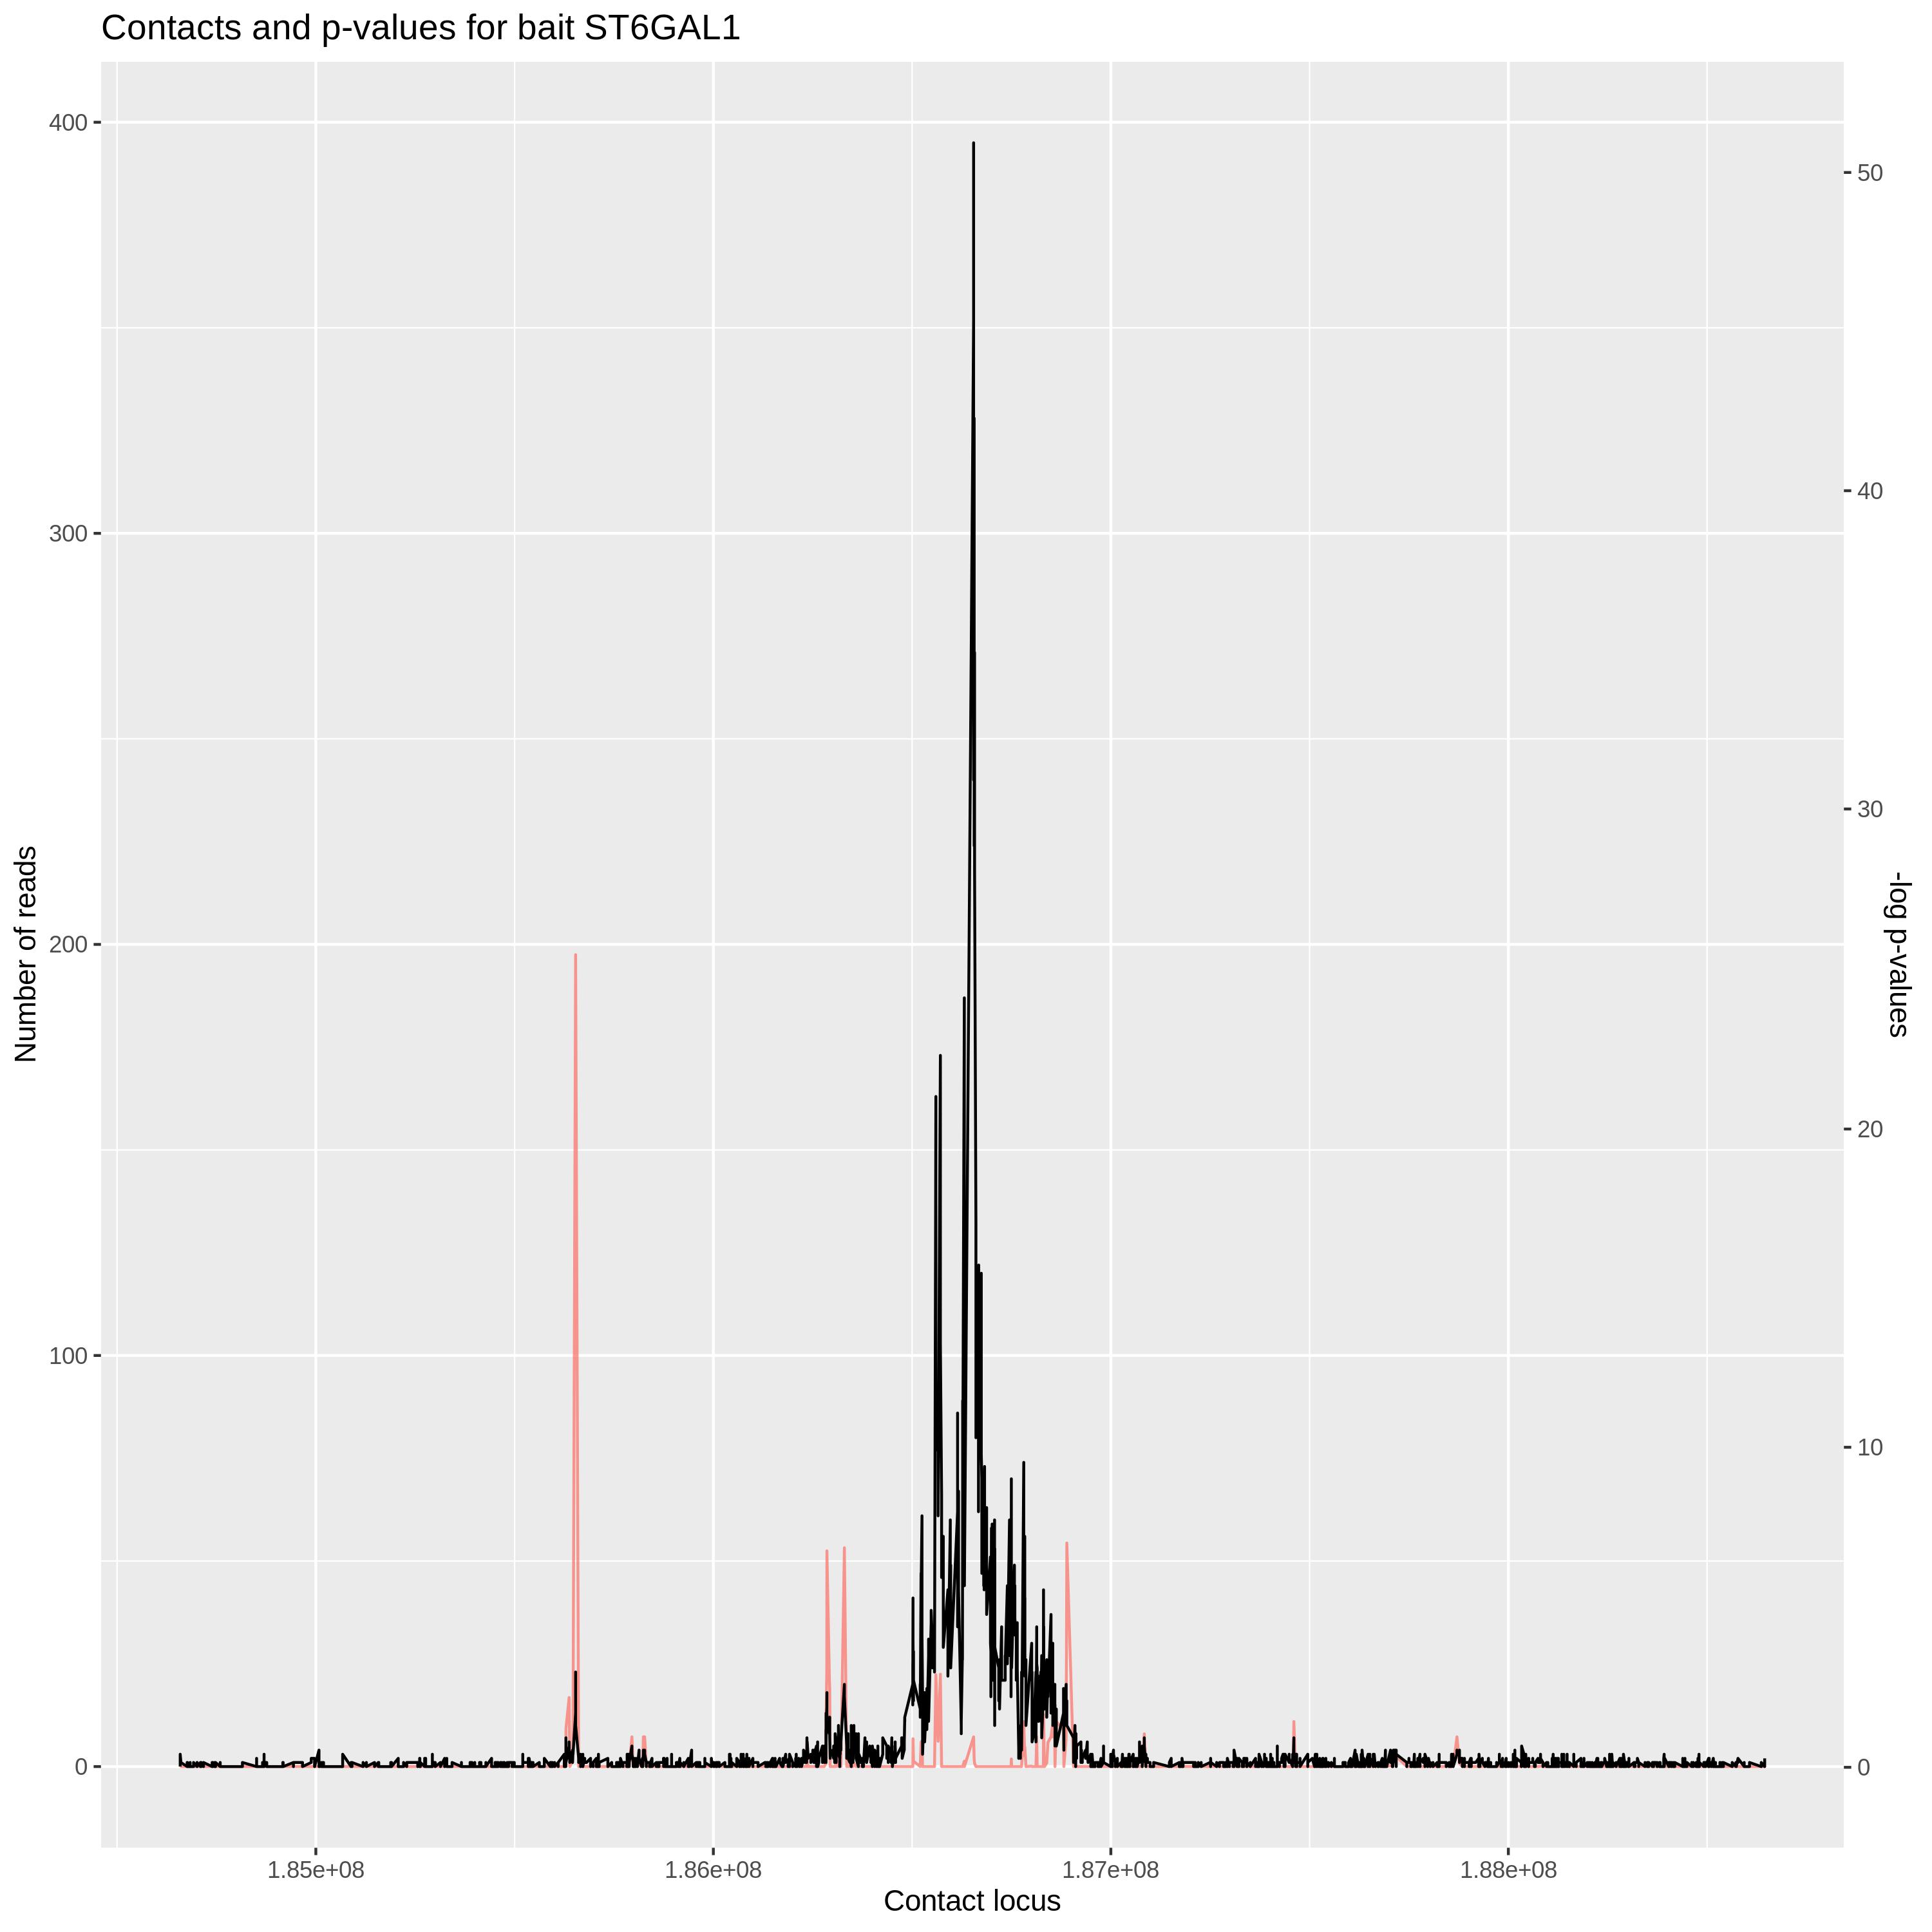 Contacts and p-values for bait ST6GAL1
400
300
200
100
0
Number of reads
50
40
30
20
10
0
-log p-values
1.85e+08 1.86e+08 1.87e+08 1.88e+08
Contact locus